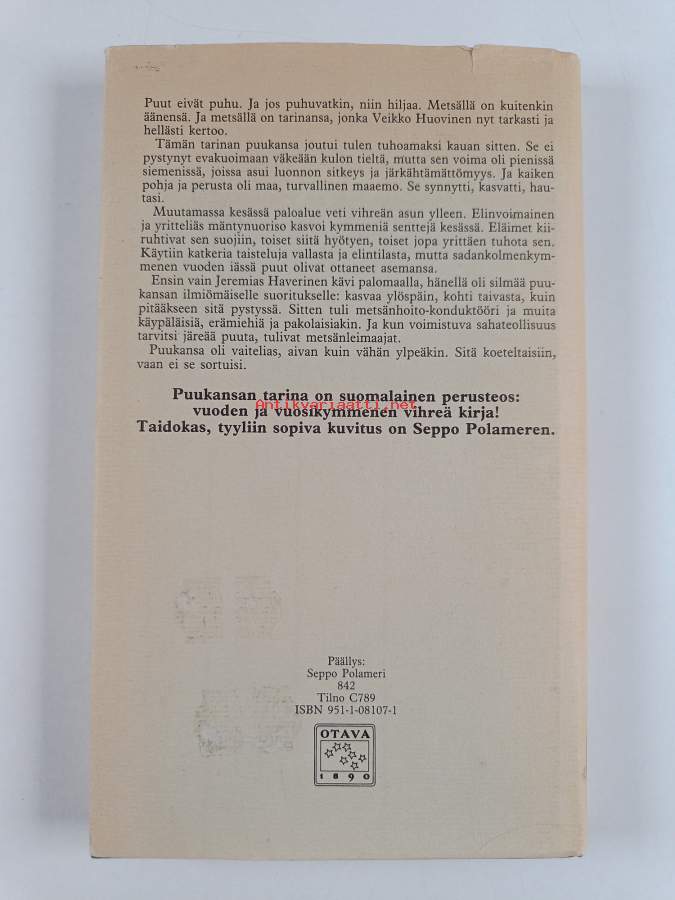 Puut eivät puhu. Ja jos puhuvatkin, niin hiljaa. Metsällä on kuitenkin
äänensä. Ja metsällä on tarinansa, jonka Veikko Huovinen nyt tarkasti ja
hellästi kertoo.
Tämän tarinan puukansa joutui tulen tuhoamaksi kauan sitten. Se ei
pystynyt evakuoimaan väkeään kulon tieltä, mutta sen voima oli pienissä
siemenissä, joissa asui luonnon sitkeys ja järkähtämättömyys. Ja kaiken
pohja ja perusta oli maa, turvallinen maaemo. Se synnytti, kasvatti, hau-
tasi.
Muutamassa kesässä paloalue veti vihreän asun ylleen. Elinvoimainen
ja yritteliäs mäntynuoriso kasvoi kymmeniä senttejä kesässä. Eläimet kii-
ruhtivat sen suojiin, toiset siitä hyötyen, toiset jopa yrittäen tuhota sen.
Käytiin katkeria taisteluja vallasta ja elintilasta, mutta sadankolmenkym-
menen vuoden iässä puut olivat ottaneet asemansa.
Ensin vain Jeremias Haverinen kävi palomaalla, hänellä oli silmää puu-
kansan ilmiömäiselle suoritukselle: kasvaa ylöspäin, kohti taivasta, kuin
pitääkseen sitä pystyssä. Sitten tuli metsänhoito-konduktööri ja muita
käypäläisiä, erämiehiä ja pakolaisiakin. Ja kun voimistuva sahateollisuus
tarvitsi järeää puuta, tulivat metsänleimaajat.
Puukansa oli vaitelias, aivan kuin vähän ylpeäkin. Sitä koeteltaisiin,
vaan ei se sortuisi.
Puukansan tarina on suomalainen perusteos:
Antikvariaatti.net
vuoden ja vuosikymmenen vihreä kirja!
Taidokas, tyyliin sopiva kuvitus on Seppo Polameren.
Päällys:
Seppo Polameri
842
Tilno C789
ISBN 951-1-08107-1
OTAVA
1890